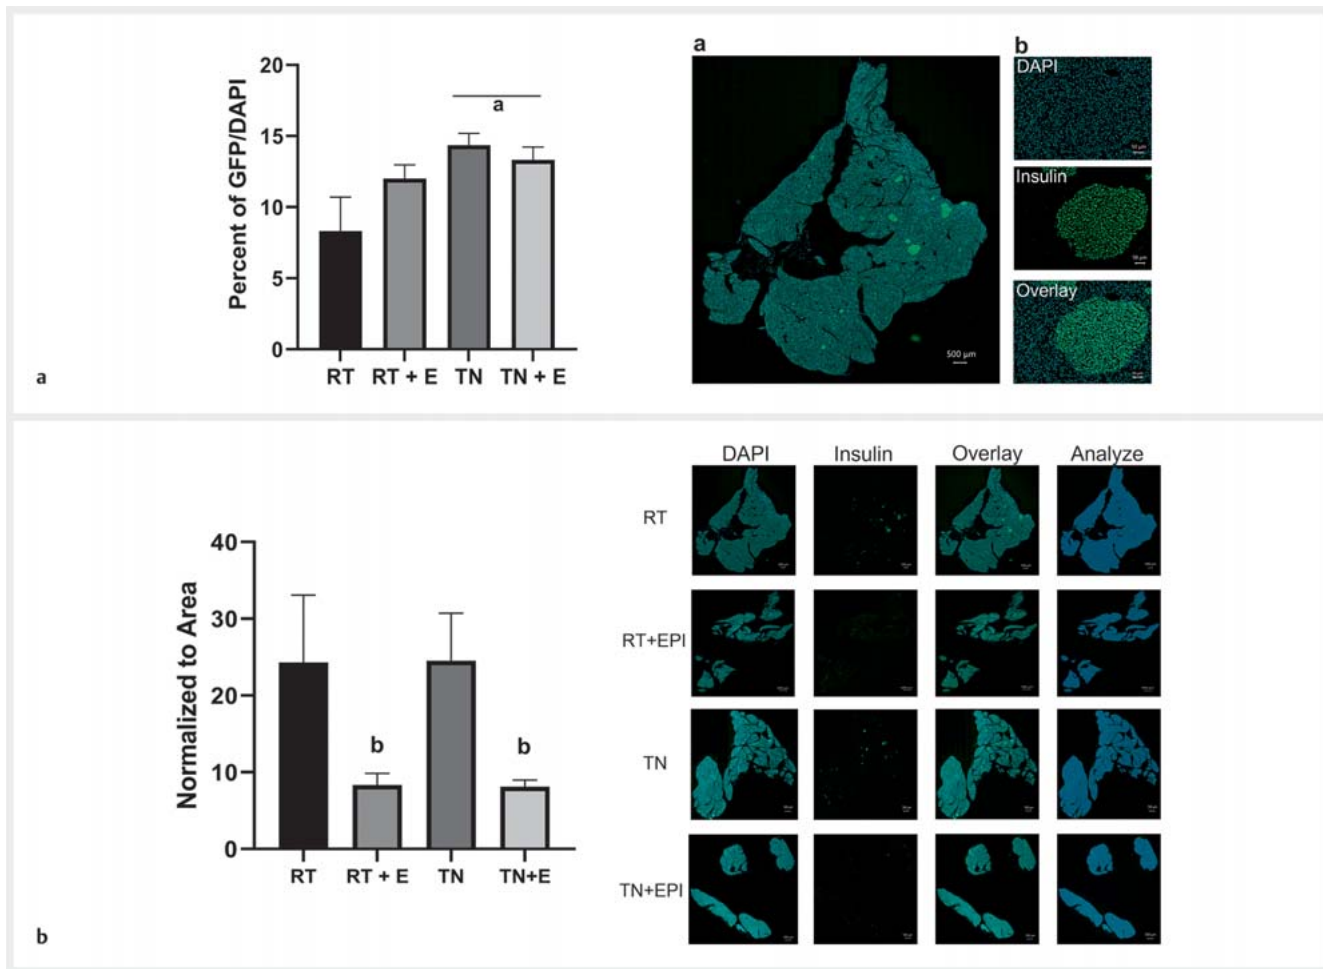 Percent of GFP/DAPI
20
15
10
5
0
a
RT RT + E TN TN + E
a
a
500 µm
b
DAPI
Insulin
Overlay
Normalized to Area
40
30
20
10
0
b b
RT RT + E TN TN+E
DAPI Insulin Overlay Analyze
RT
RT+EPI
TN
TN+EPI
b